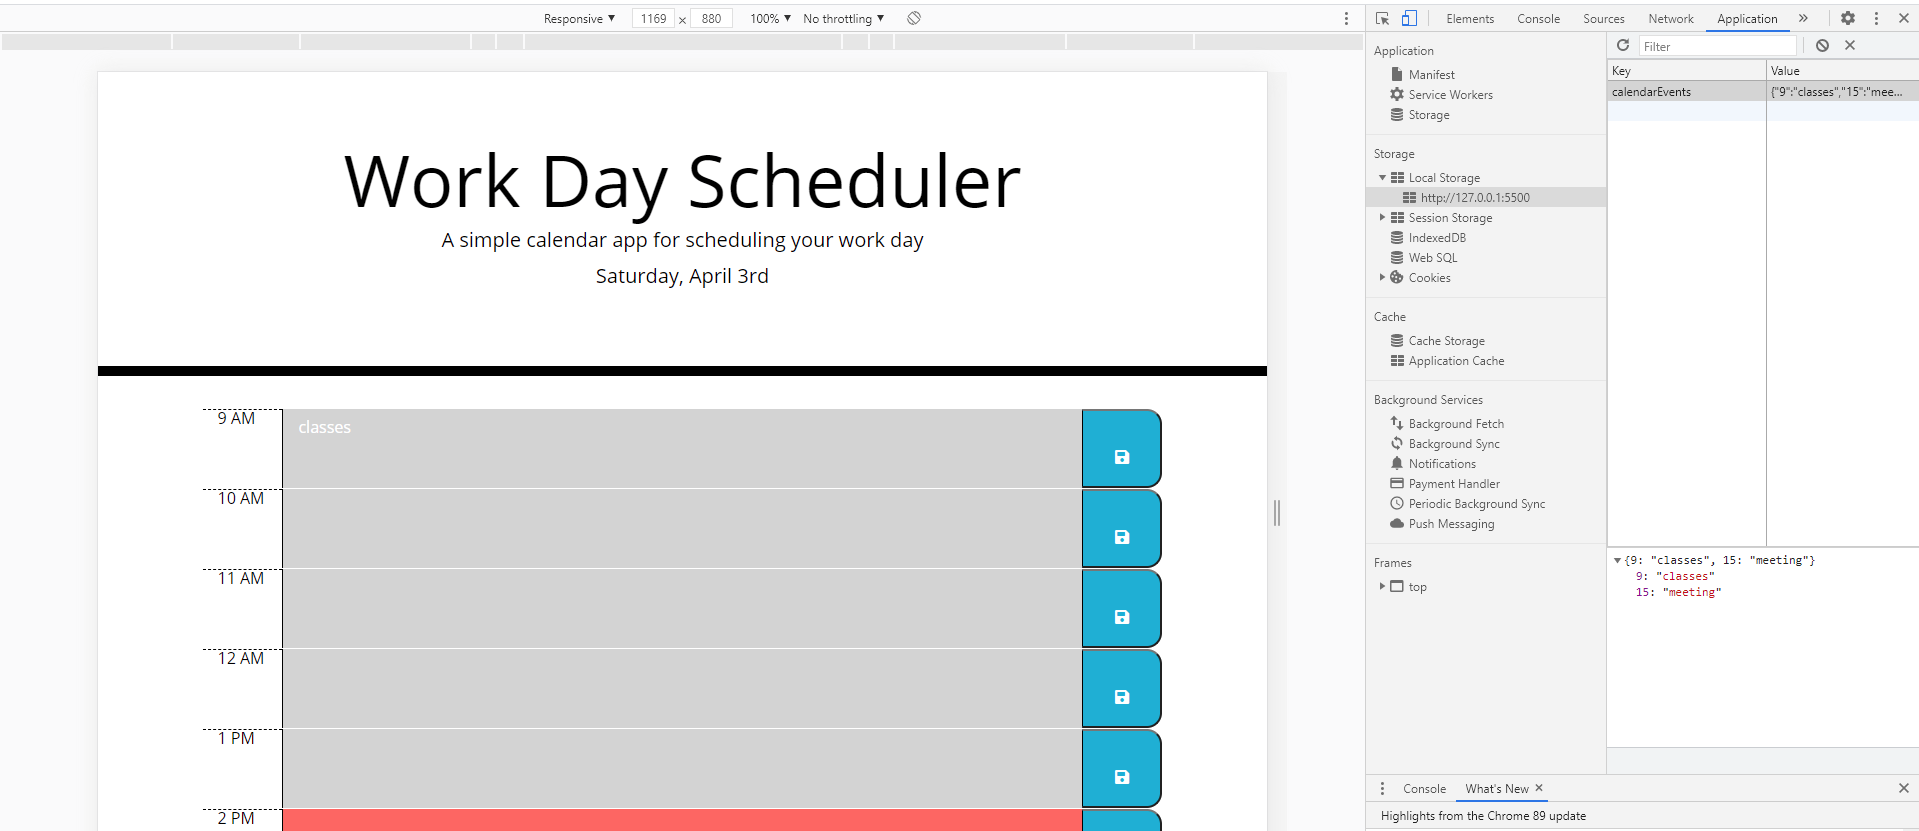 Responsive ▼ 1169 × 880 100% ▼ No throttling ▼
Elements Console Sources Network Application »
Work Day Scheduler
A simple calendar app for scheduling your work day
Saturday, April 3rd
9 AM classes
10 AM
11 AM
12 AM
1 PM
2 PM
Application
Manifest
Service Workers
Storage
Storage
Local Storage
http://127.0.0.1:5500
Session Storage
IndexedDB
Web SQL
Cookies
Cache
Cache Storage
Application Cache
Background Services
Background Fetch
Background Sync
Notifications
Payment Handler
Periodic Background Sync
Push Messaging
Frames
top
Filter
Key Value
calendarEvents {"9":"classes","15":"mee...
{9: "classes", 15: "meeting"}
9: "classes"
15: "meeting"
Console What's New ×
Highlights from the Chrome 89 update